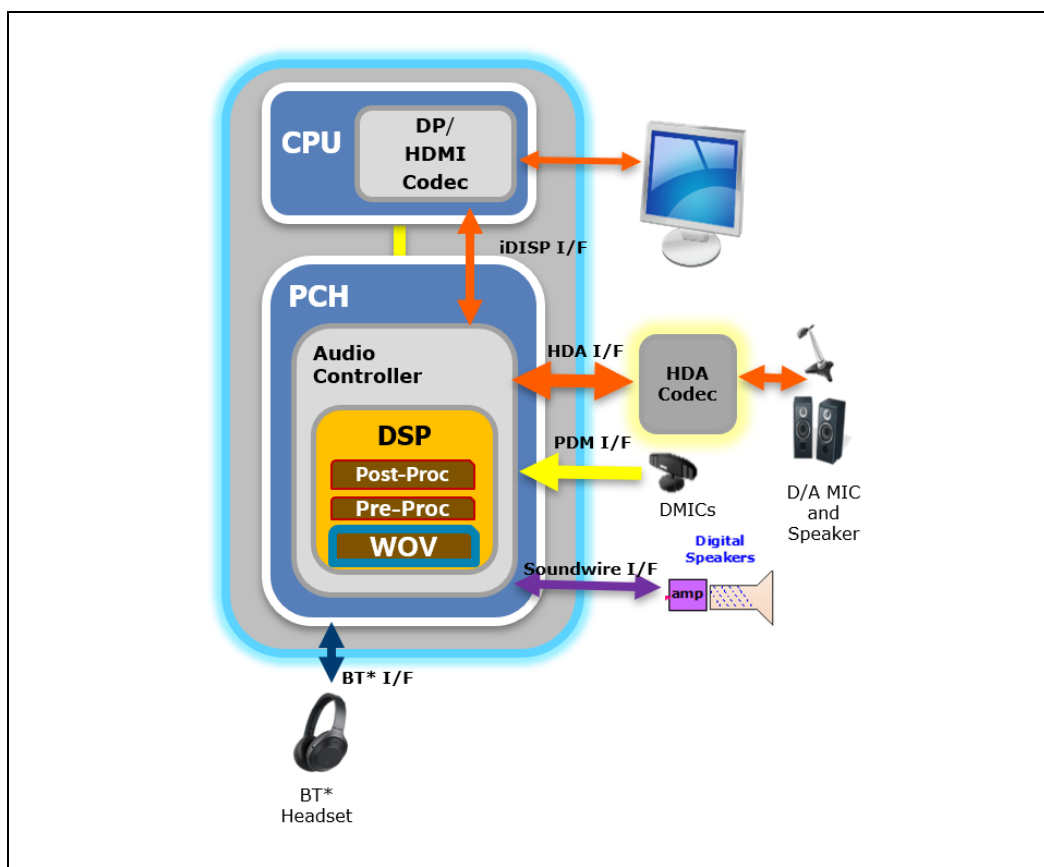 CPU
DP/
HDMI
Codec
iDISP I/F
PCH
Audio
Controller
HDA I/F
HDA
Codec
DSP
PDM I/F
Post-Proc
Pre-Proc
WOV
DMICs
D/A MIC
and
Speaker
Digital
Speakers
Soundwire I/F
amp
BT* I/F
BT*
Headset